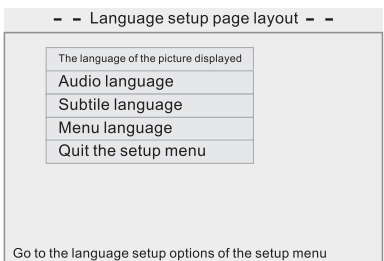 – – Language setup page layout – –
The language of the picture displayed
Audio language
Subtile language
Menu language
Quit the setup menu
Go to the language setup options of the setup menu